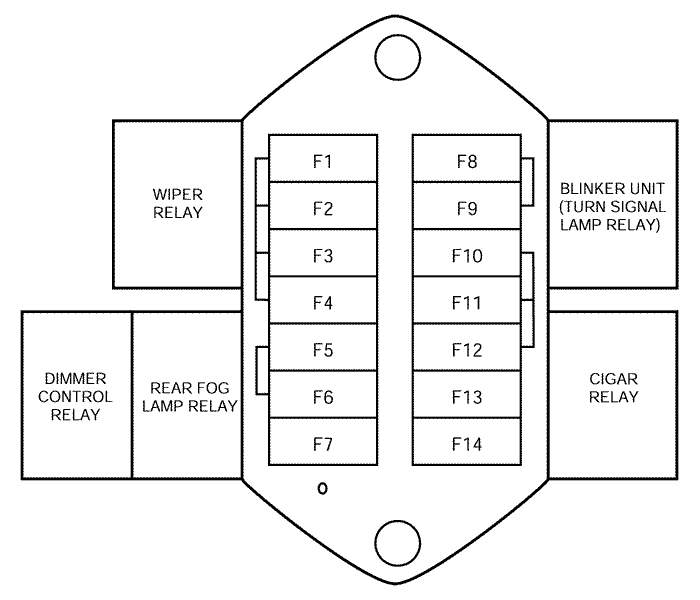 WIPER
RELAY
DIMMER
CONTROL
RELAY
REAR FOG
LAMP RELAY
F1
F2
F3
F4
F5
F6
F7
F8
F9
F10
F11
F12
F13
F14
BLINKER UNIT
(TURN SIGNAL
LAMP RELAY)
CIGAR
RELAY